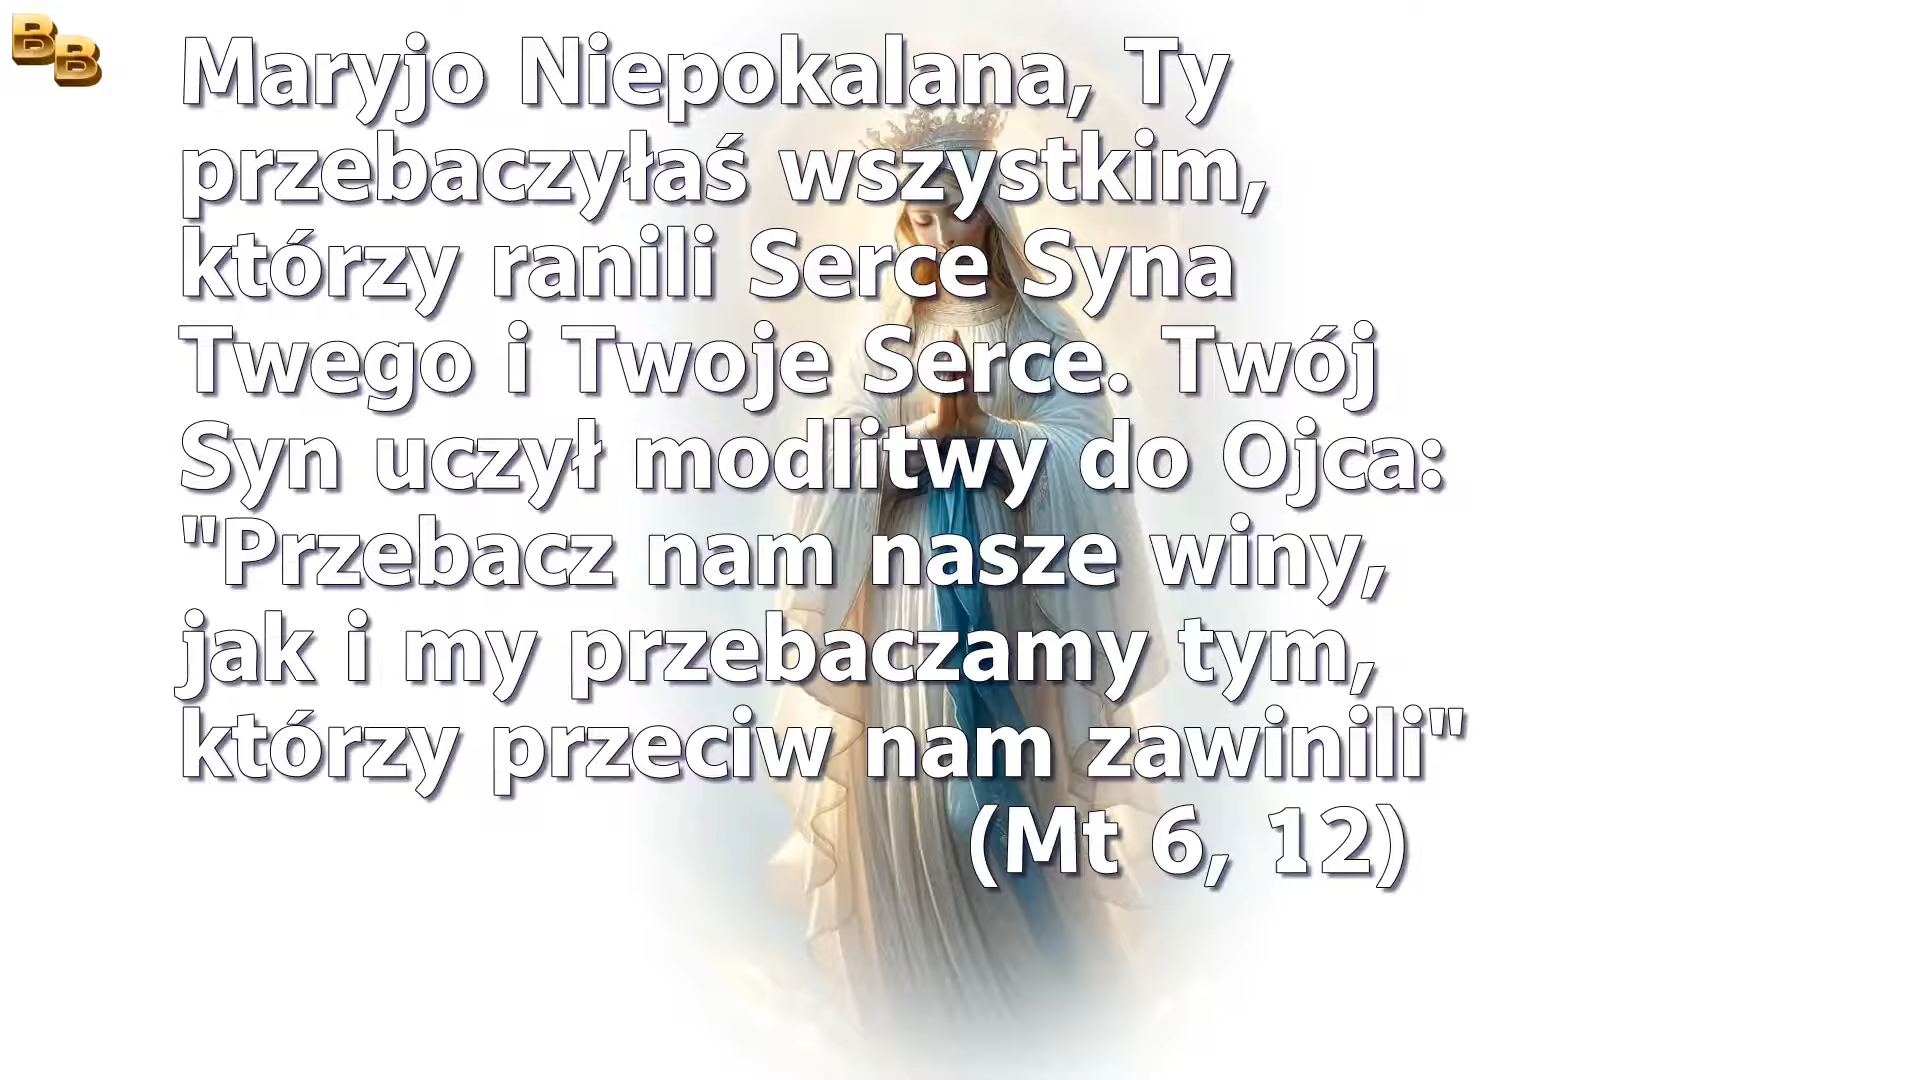 BB
Maryjo Niepokalana, Ty
przebaczyłaś wszystkim,
którzy ranili Serce Syna
Twego i Twoje Serce. Twój
Syn uczył modlitwy do Ojca:
"Przebacz nam nasze winy,
jak i my przebaczamy tym,
którzy przeciw nam zawinili"
(Mt 6, 12)